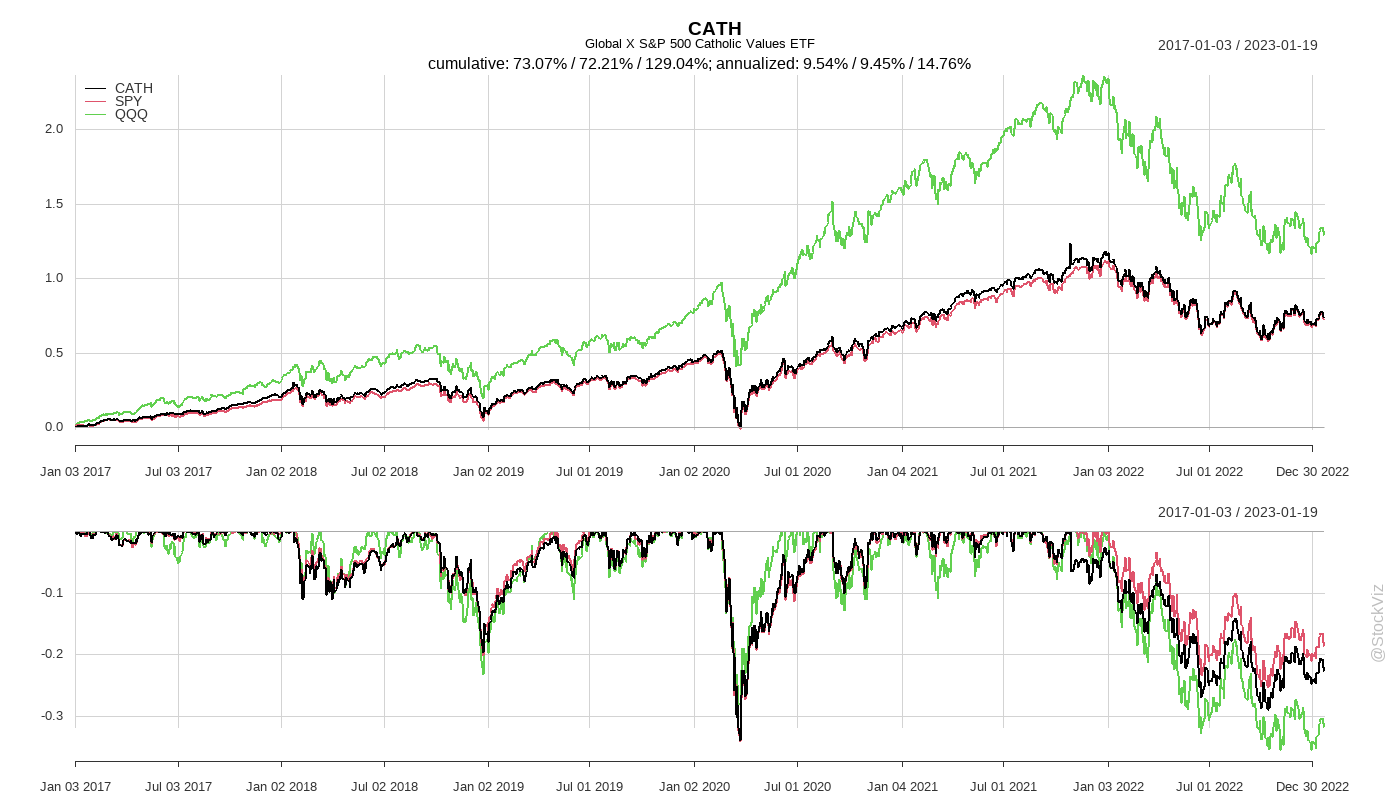 CATH
Global X S&P 500 Catholic Values ETF
2017-01-03 / 2023-01-19
cumulative: 73.07% / 72.21% / 129.04%; annualized: 9.54% / 9.45% / 14.76%
CATH
SPY
QQQ
2.0
1.5
1.0
0.5
0.0
Jan 03 2017 Jul 03 2017 Jan 02 2018 Jul 02 2018 Jan 02 2019 Jul 01 2019 Jan 02 2020 Jul 01 2020 Jan 04 2021 Jul 01 2021 Jan 03 2022 Jul 01 2022 Dec 30 2022
2017-01-03 / 2023-01-19
-0.1
-0.2
-0.3
Jan 03 2017 Jul 03 2017 Jan 02 2018 Jul 02 2018 Jan 02 2019 Jul 01 2019 Jan 02 2020 Jul 01 2020 Jan 04 2021 Jul 01 2021 Jan 03 2022 Jul 01 2022 Dec 30 2022
@StockViz